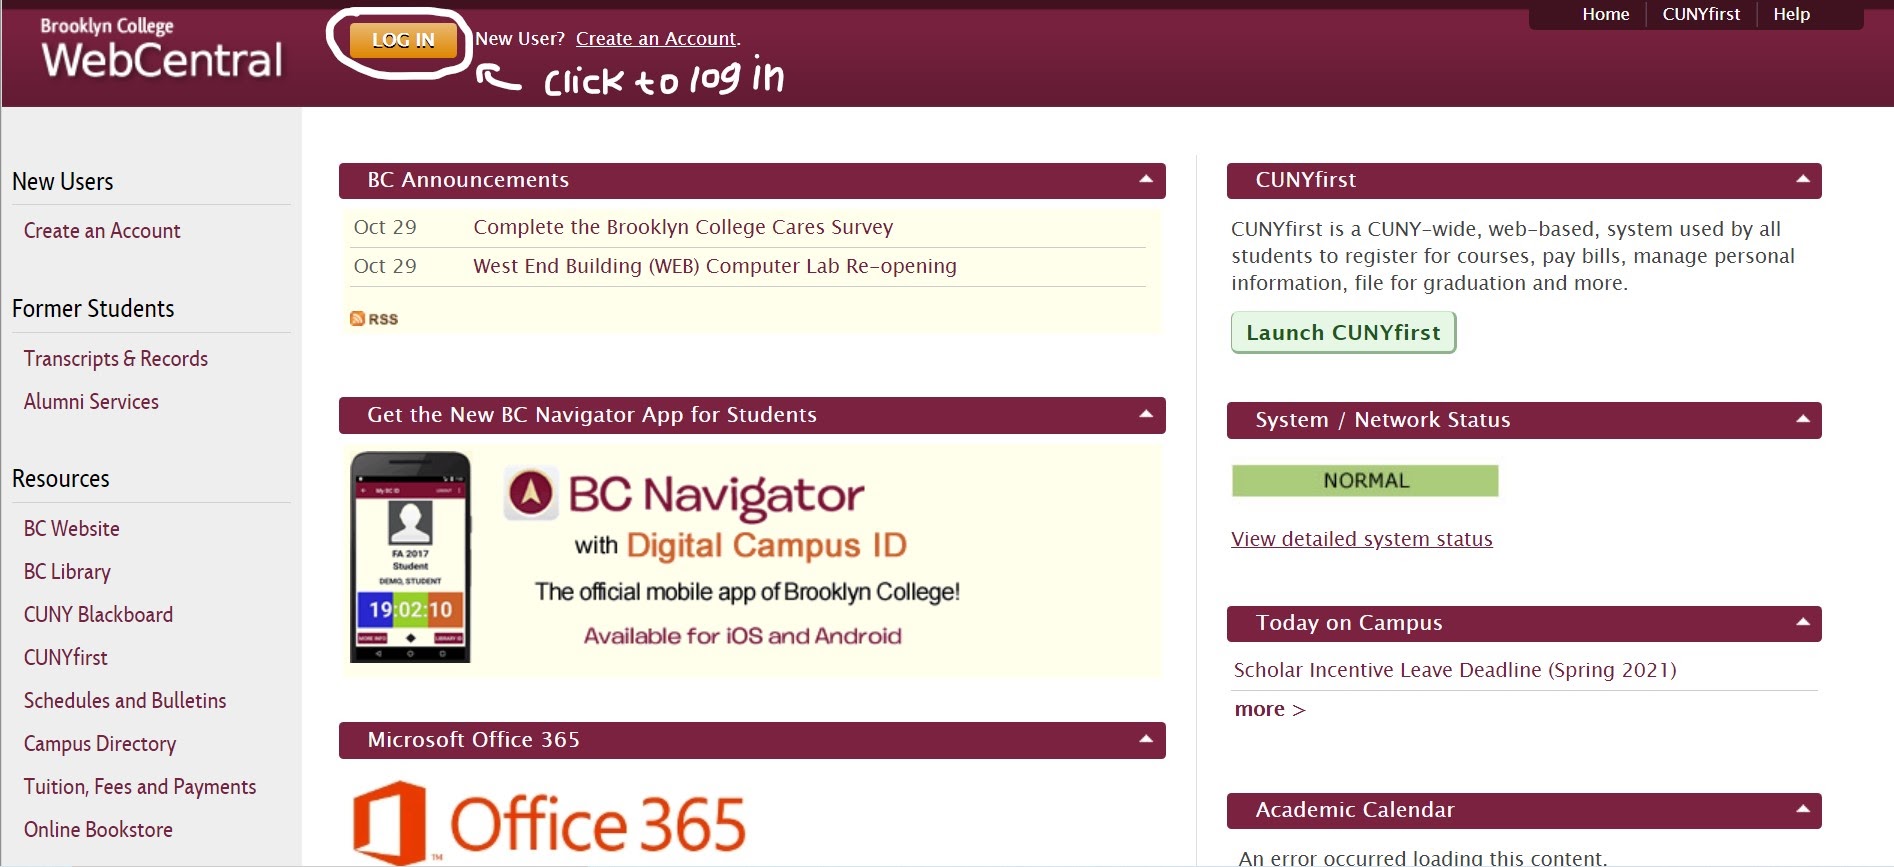 Brooklyn College
WebCentral
LOG IN
New User? Create an Account.
click to log in
Home
CUNYfirst
Help
New Users
Create an Account
Former Students
Transcripts & Records
Alumni Services
Resources
BC Website
BC Library
CUNY Blackboard
CUNYfirst
Schedules and Bulletins
Campus Directory
Tuition, Fees and Payments
Online Bookstore
BC Announcements
Oct 29 Complete the Brooklyn College Cares Survey
Oct 29 West End Building (WEB) Computer Lab Re-opening
RSS
Get the New BC Navigator App for Students
My BC ID
LOGOUT
FA 2017
Student
DEMO, STUDENT
19:02:10
MORE INFO
LIBRARY ID
BC Navigator
with Digital Campus ID
The official mobile app of Brooklyn College!
Available for iOS and Android
Microsoft Office 365
Office 365
TM
CUNYfirst
CUNYfirst is a CUNY-wide, web-based, system used by all
students to register for courses, pay bills, manage personal
information, file for graduation and more.
Launch CUNYfirst
System / Network Status
NORMAL
View detailed system status
Today on Campus
Scholar Incentive Leave Deadline (Spring 2021)
more >
Academic Calendar
An error occurred loading this content.